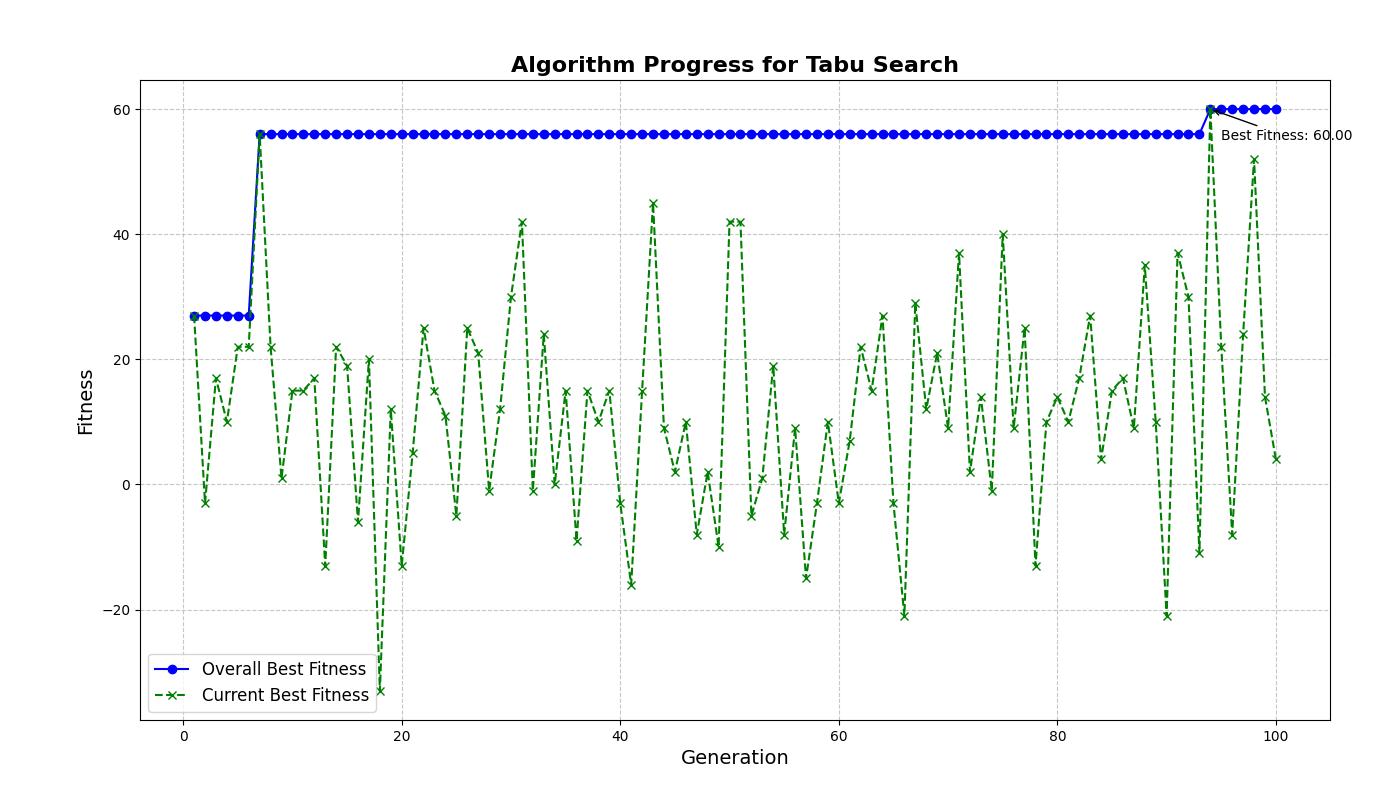 Algorithm Progress for Tabu Search
Fitness
60
40
20
0
−20
Best Fitness: 60.00
Overall Best Fitness
Current Best Fitness
0 20 40 60 80 100
Generation